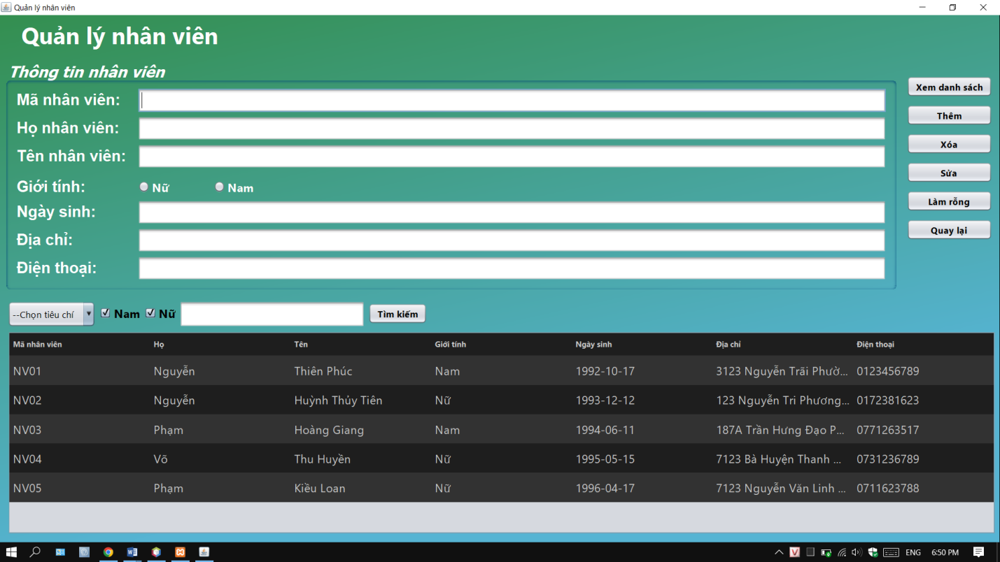 Quản lý nhân viên
Quản lý nhân viên
Thông tin nhân viên
Mã nhân viên:
Họ nhân viên:
Tên nhân viên:
Giới tính: Nữ Nam
Ngày sinh:
Địa chỉ:
Điện thoại:
Xem danh sách
Thêm
Xóa
Sửa
Làm rỗng
Quay lại
--Chọn tiêu chí Nam Nữ Tìm kiếm
Mã nhân viên Họ Tên Giới tính Ngày sinh Địa chỉ Điện thoại
NV01 Nguyễn Thiên Phúc Nam 1992-10-17 3123 Nguyễn Trãi Phườ... 0123456789
NV02 Nguyễn Huỳnh Thủy Tiên Nữ 1993-12-12 123 Nguyễn Tri Phương... 0172381623
NV03 Phạm Hoàng Giang Nam 1994-06-11 187A Trần Hưng Đạo P... 0771263517
NV04 Võ Thu Huyền Nữ 1995-05-15 7123 Bà Huyện Thanh ... 0731236789
NV05 Phạm Kiều Loan Nữ 1996-04-17 7123 Nguyễn Văn Linh ... 0711623788
ENG 6:50 PM